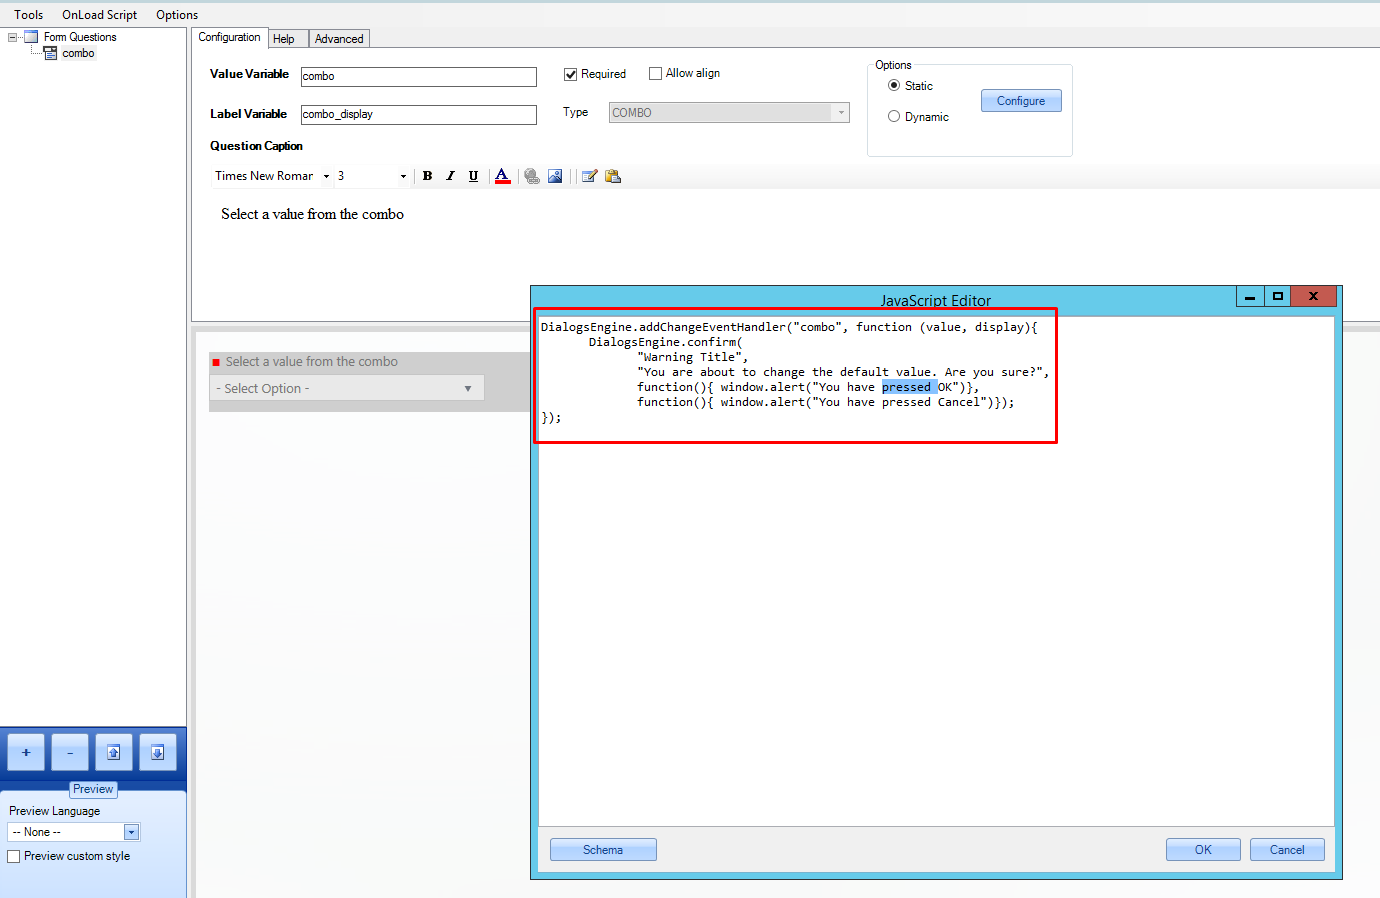 Tools OnLoad Script Options
Form Questions
combo
Configuration Help Advanced
Value Variable combo Required Allow align
Label Variable combo_display Type COMBO
Options
Static
Dynamic
Configure
Question Caption
Times New Roman 3 B I U A
Select a value from the combo
Select a value from the combo
- Select Option -
JavaScript Editor
DialogsEngine.addChangeEventHandler("combo", function (value, display){
DialogsEngine.confirm(
"Warning Title",
"You are about to change the default value. Are you sure?",
function(){ window.alert("You have pressed OK")},
function(){ window.alert("You have pressed Cancel")});
});
Schema OK Cancel
+ -
Preview
Preview Language
-- None --
Preview custom style